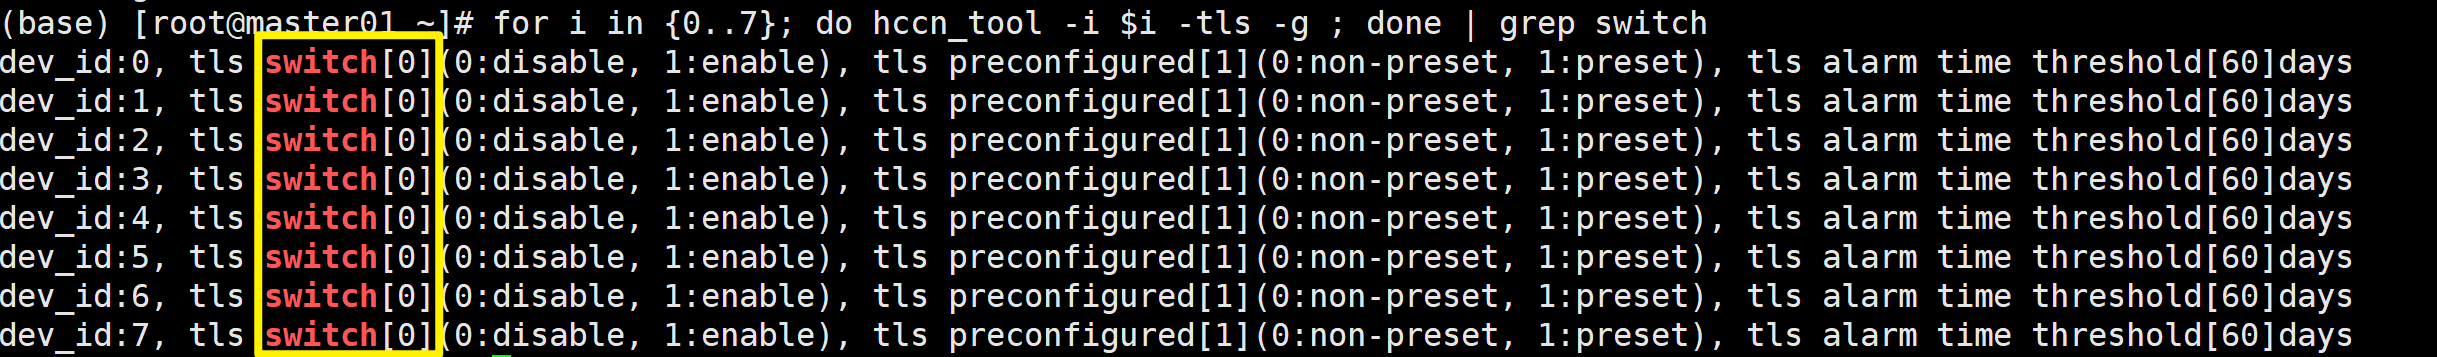 (base) [root@master01 ~]# for i in {0..7}; do hccn_tool -i $i -tls -g ; done | grep switch
dev_id:0, tls switch[0](0:disable, 1:enable), tls preconfigured[1](0:non-preset, 1:preset), tls alarm time threshold[60]days
dev_id:1, tls switch[0](0:disable, 1:enable), tls preconfigured[1](0:non-preset, 1:preset), tls alarm time threshold[60]days
dev_id:2, tls switch[0](0:disable, 1:enable), tls preconfigured[1](0:non-preset, 1:preset), tls alarm time threshold[60]days
dev_id:3, tls switch[0](0:disable, 1:enable), tls preconfigured[1](0:non-preset, 1:preset), tls alarm time threshold[60]days
dev_id:4, tls switch[0](0:disable, 1:enable), tls preconfigured[1](0:non-preset, 1:preset), tls alarm time threshold[60]days
dev_id:5, tls switch[0](0:disable, 1:enable), tls preconfigured[1](0:non-preset, 1:preset), tls alarm time threshold[60]days
dev_id:6, tls switch[0](0:disable, 1:enable), tls preconfigured[1](0:non-preset, 1:preset), tls alarm time threshold[60]days
dev_id:7, tls switch[0](0:disable, 1:enable), tls preconfigured[1](0:non-preset, 1:preset), tls alarm time threshold[60]days